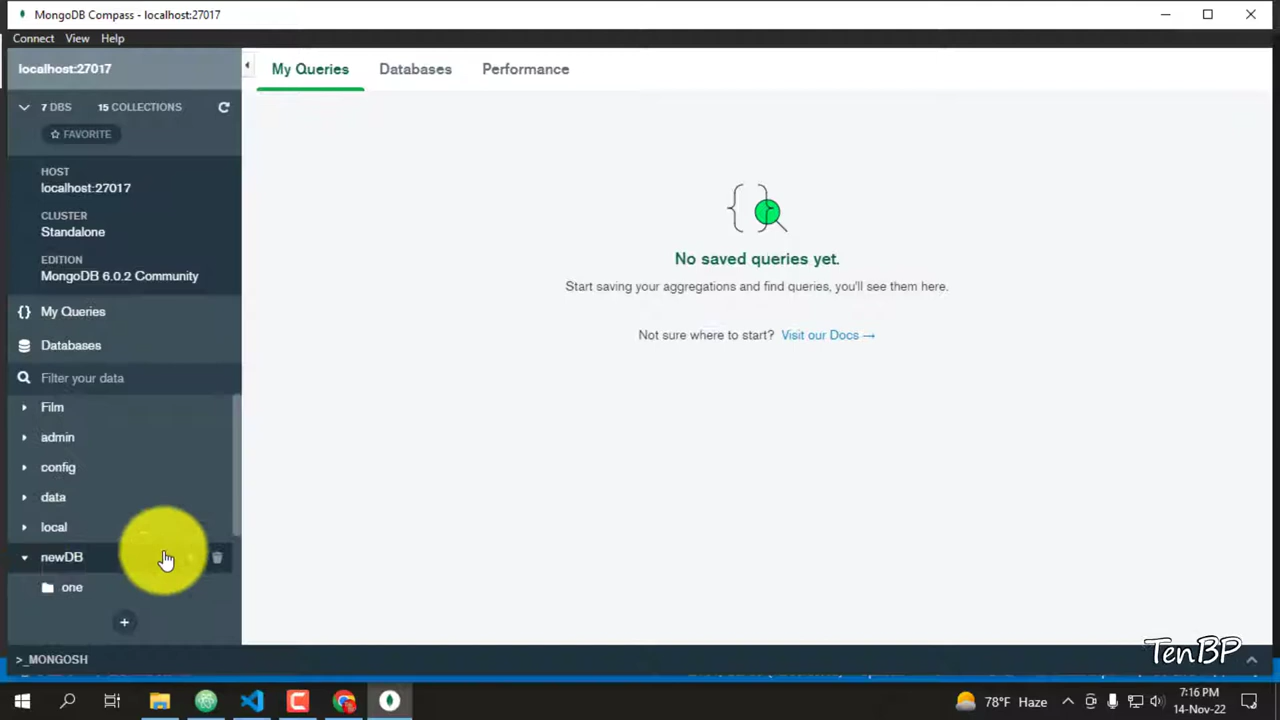 MongoDB Compass - localhost:27017
Connect View Help
localhost:27017
My Queries Databases Performance
7 DBS 15 COLLECTIONS
FAVORITE
HOST
localhost:27017
CLUSTER
Standalone
EDITION
MongoDB 6.0.2 Community
{} My Queries
Databases
Filter your data
Film
admin
config
data
local
newDB
one
+
No saved queries yet.
Start saving your aggregations and find queries, you'll see them here.
Not sure where to start? Visit our Docs →
>_MONGOSH
TenBP
78°F Haze
7:16 PM
14-Nov-22